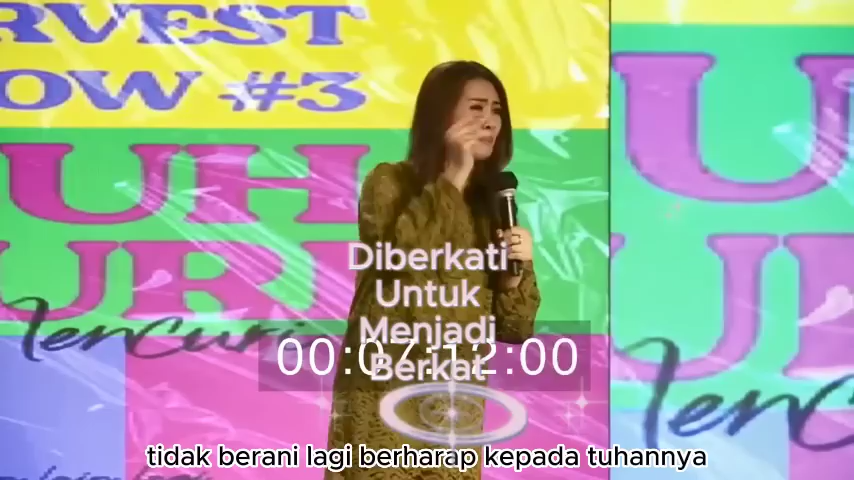 RVEST
OW #3
UH
URI
Mencuri
U
UR
encu
Diberkati
Untuk
Menjadi
Berkat
00:07:12:00
tidak berani lagi berharap kepada tuhannya